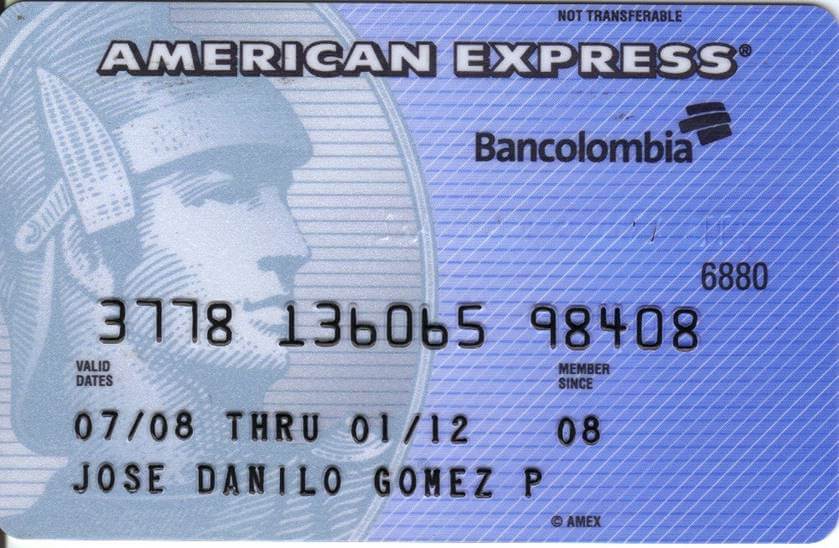 NOT TRANSFERABLE
AMERICAN EXPRESS®
Bancolombia
6880
3778 136065 98408
VALID DATES
MEMBER SINCE
07/08 THRU 01/12 08
JOSE DANILO GOMEZ P
© AMEX